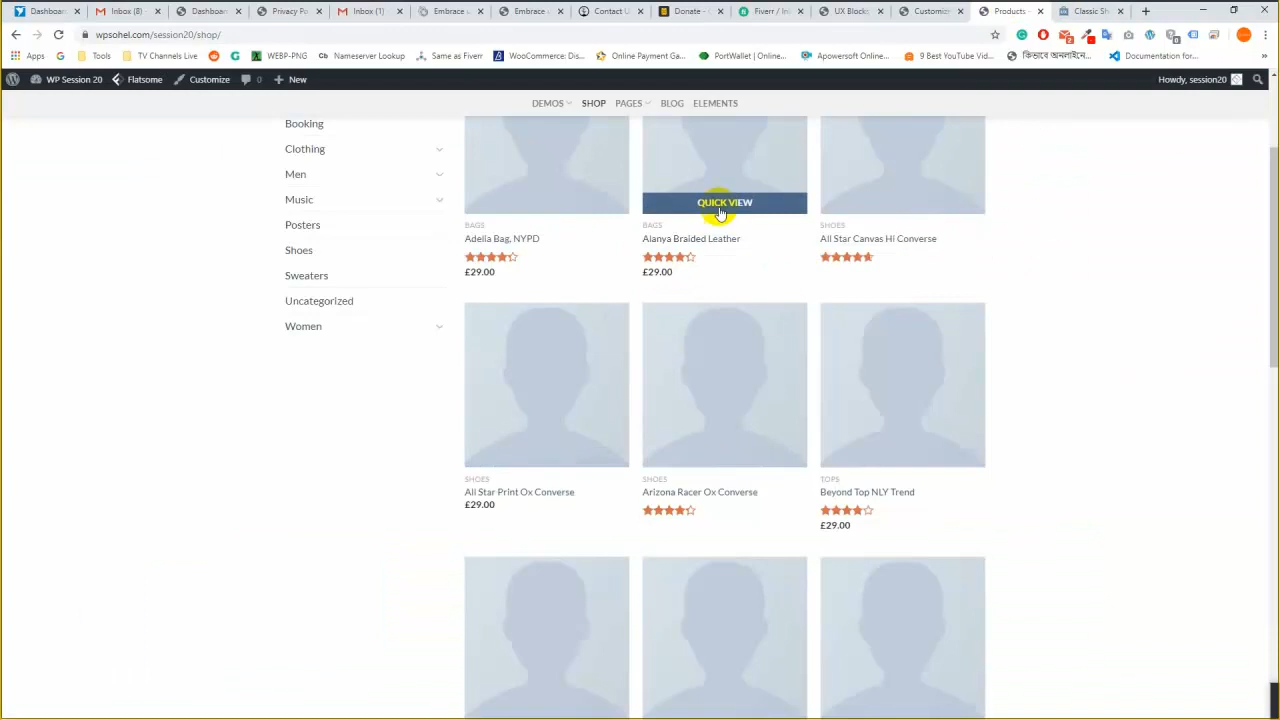 Dashboar Inbox (8) Dashboard Privacy Po Inbox (1) Embrace u Embrace Contact U Donate - Fiverr / In UX Block Customiz Products Classic Sh
wpsohel.com/session20/shop/
Apps Tools TV Channels Live WEBP-PNG Cb Nameserver Lookup Same as Fiverr WooCommerce: Dis... Online Payment Ga... PortWallet | Online... Apowersoft Online... 9 Best YouTube Vid... কিভাবে অনলাইনে... Documentation for...
WP Session 20 Flatsome Customize 0 New Howdy, session20
DEMOS SHOP PAGES BLOG ELEMENTS
Booking
Clothing
Men
Music
Posters
Shoes
Sweaters
Uncategorized
Women
QUICK VIEW
BAGS BAGS SHOES
Adelia Bag, NYPD Alanya Braided Leather All Star Canvas Hi Converse
£29.00 £29.00
SHOES SHOES TOPS
All Star Print Ox Converse Arizona Racer Ox Converse Beyond Top NLY Trend
£29.00
£29.00